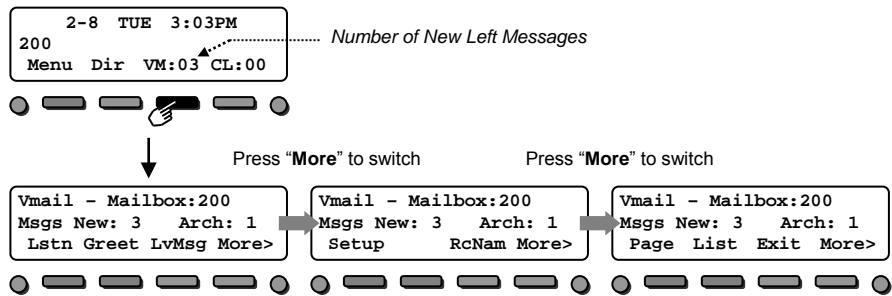 2-8 TUE 3:03PM
200
Number of New Left Messages
Menu Dir VM:03 CL:00
Press “More” to switch
Press “More” to switch
Vmail – Mailbox:200
Msgs New: 3 Arch: 1
Lstn Greet LvMsg More>
Vmail – Mailbox:200
Msgs New: 3 Arch: 1
Setup RcNam More>
Vmail – Mailbox:200
Msgs New: 3 Arch: 1
Page List Exit More>